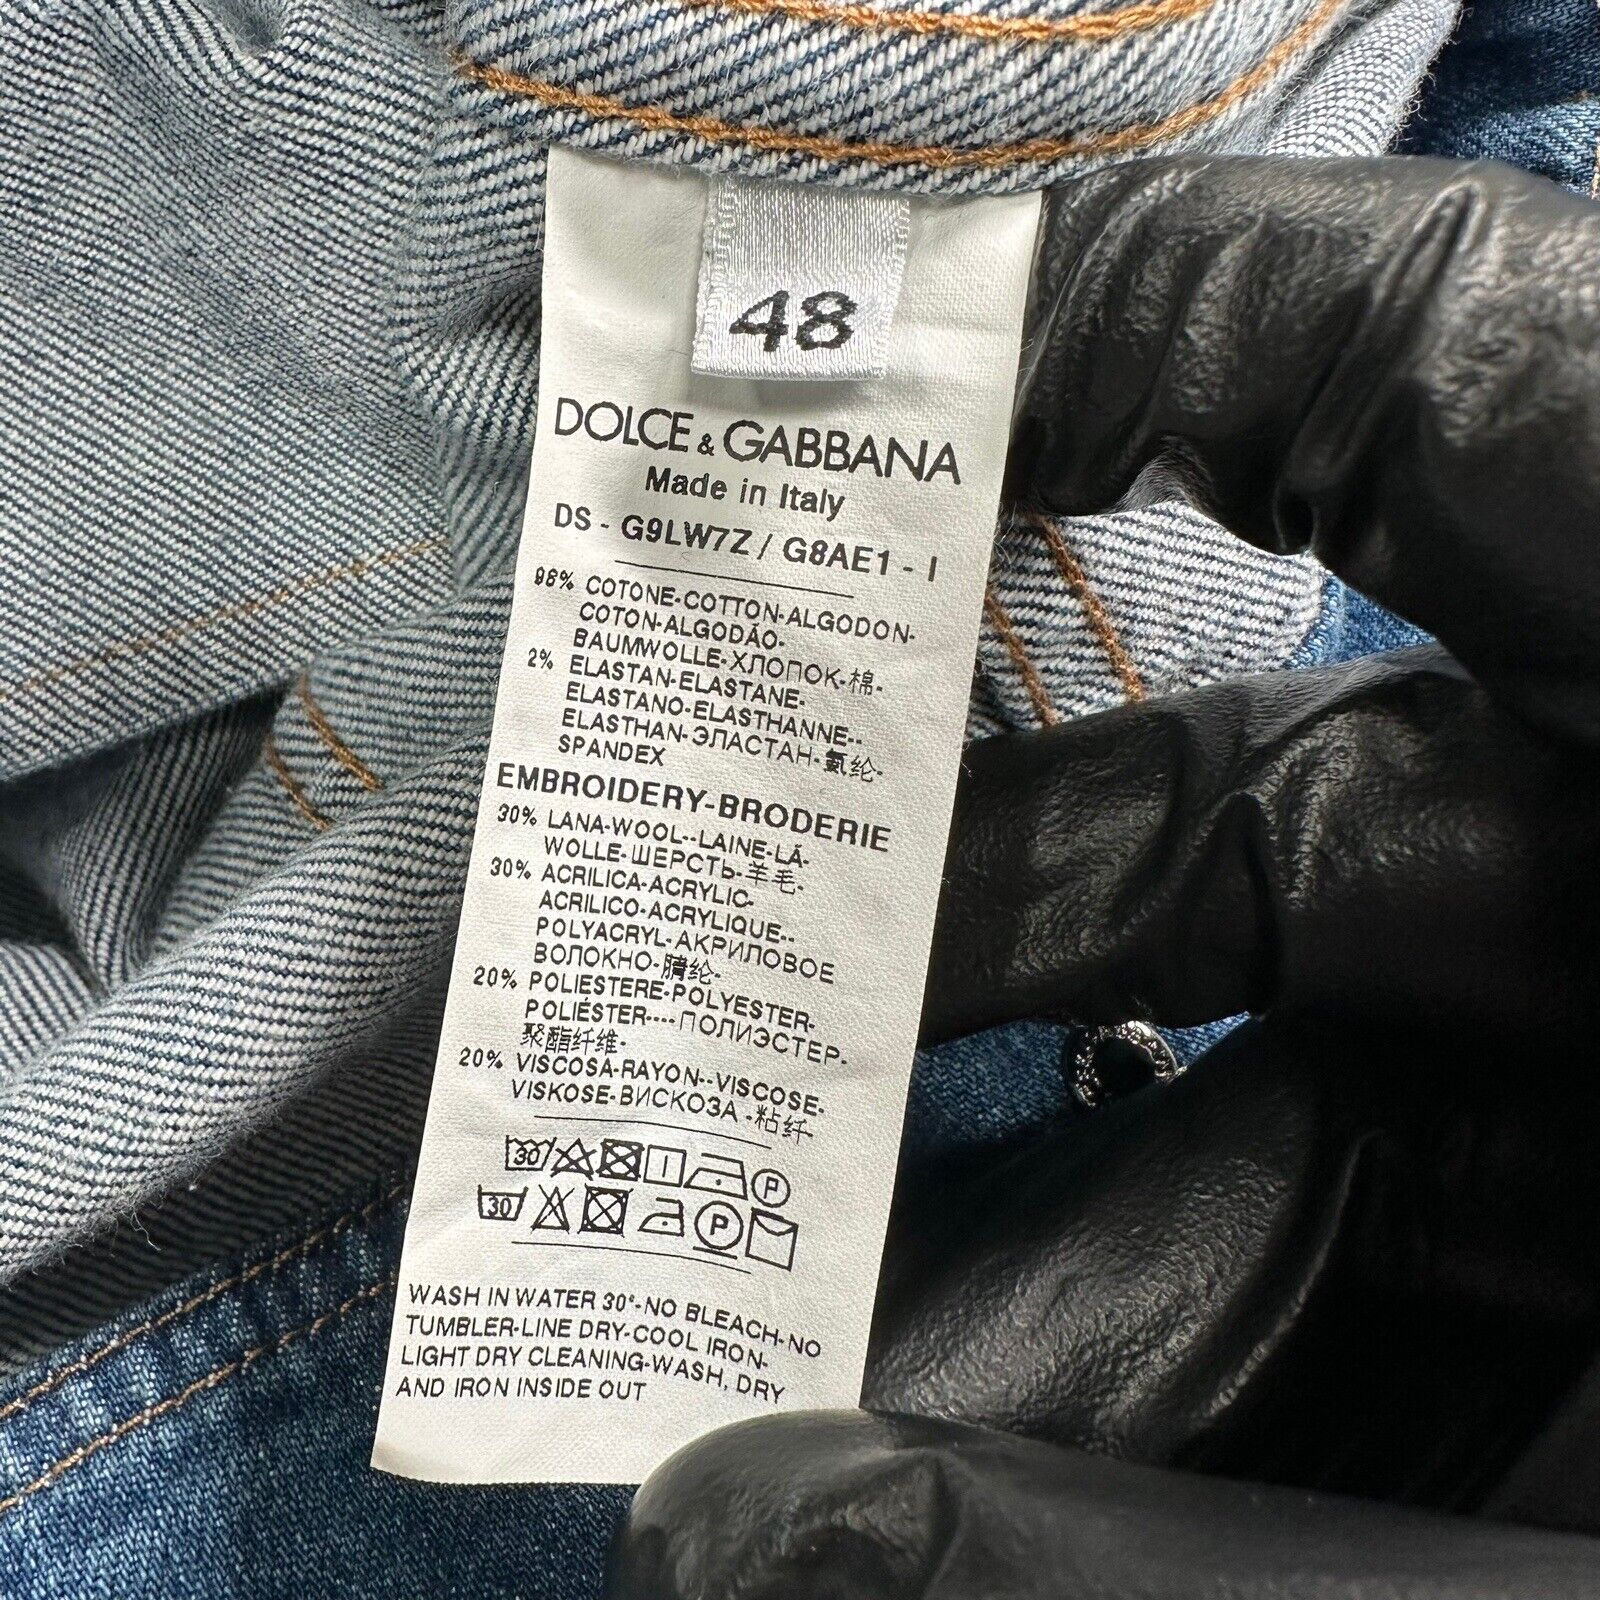 48
DOLCE & GABBANA
Made in Italy
DS - G9LW7Z / G8AE1 - I
98% COTONE-COTTON-ALGODON-
COTON-ALGODÃO-
BAUMWOLLE-ХЛОПОК-棉-
2% ELASTAN-ELASTANE-
ELASTANO-ELASTHANNE--
ELASTHAN-ЭЛАСТАН-氨纶-
SPANDEX
EMBROIDERY-BRODERIE
30% LANA-WOOL--LAINE-LÃ-
WOLLE-ШЕРСТЬ-羊毛-
30% ACRILICA-ACRYLIC-
ACRILICO-ACRYLIQUE--
POLYACRYL-АКРИЛОВОЕ
ВОЛОКНО-腈纶-
20% POLIESTERE-POLYESTER-
POLIÉSTER----ПОЛИЭСТЕР-
聚酯纤维-
20% VISCOSA-RAYON--VISCOSE-
VISKOSE-ВИСКОЗА -粘纤-
30 P
30 P
WASH IN WATER 30°-NO BLEACH-NO
TUMBLER-LINE DRY-COOL IRON-
LIGHT DRY CLEANING-WASH, DRY
AND IRON INSIDE OUT